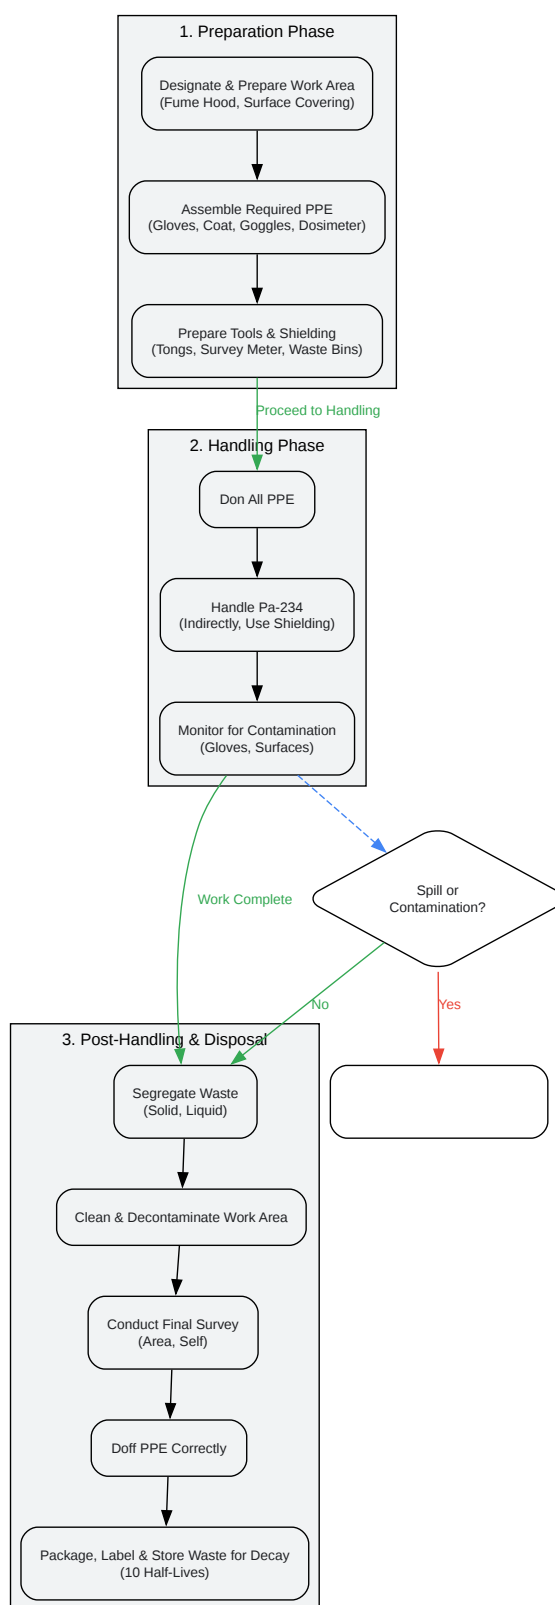 1. Preparation Phase
Designate & Prepare Work Area
(Fume Hood, Surface Covering)
Assemble Required PPE
(Gloves, Coat, Goggles, Dosimeter)
Prepare Tools & Shielding
(Tongs, Survey Meter, Waste Bins)
Proceed to Handling
2. Handling Phase
Don All PPE
Handle Pa-234
(Indirectly, Use Shielding)
Monitor for Contamination
(Gloves, Surfaces)
Spill or
Contamination?
Work Complete
No
Yes
3. Post-Handling & Disposal
Segregate Waste
(Solid, Liquid)
Clean & Decontaminate Work Area
Conduct Final Survey
(Area, Self)
Doff PPE Correctly
Package, Label & Store Waste for Decay
(10 Half-Lives)